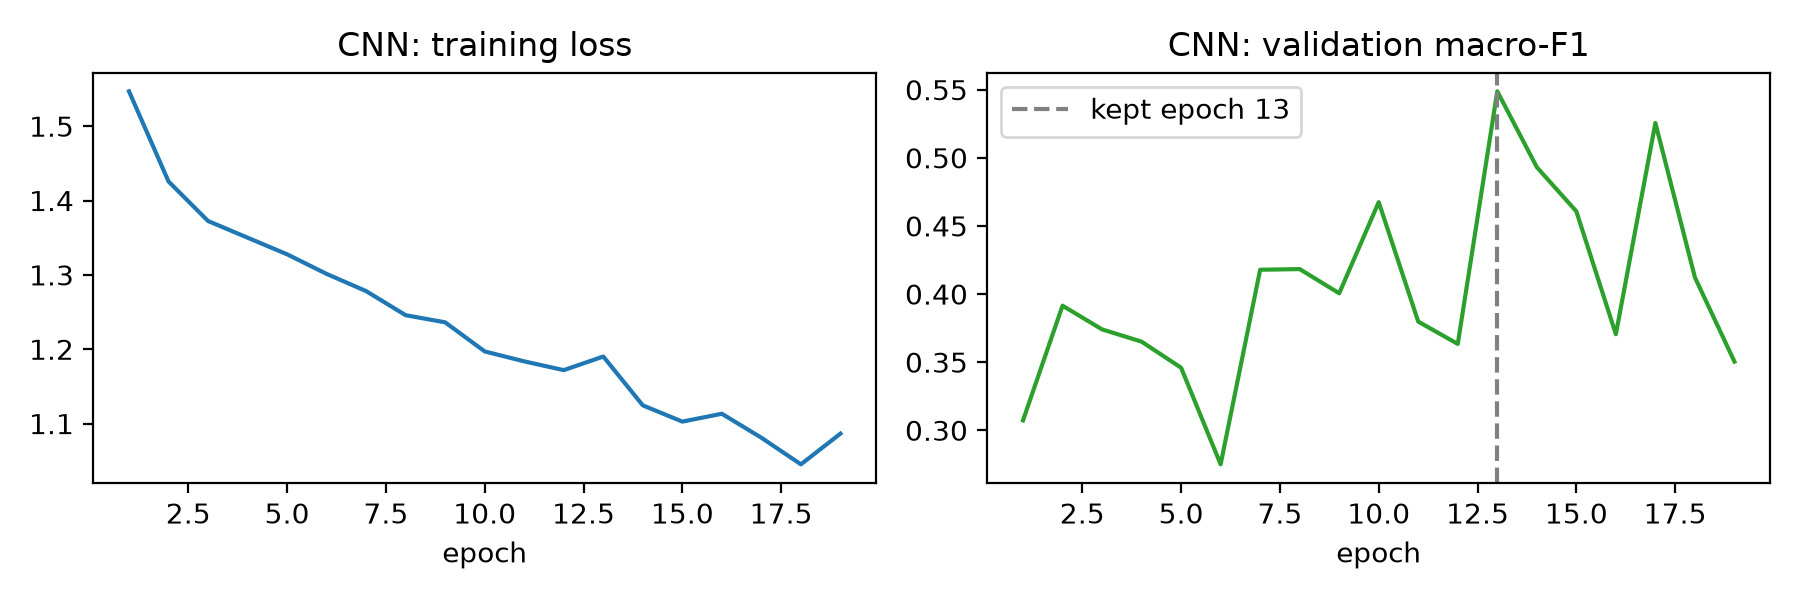 CNN: training loss
1.5
1.4
1.3
1.2
1.1
2.5 5.0 7.5 10.0 12.5 15.0 17.5
epoch
CNN: validation macro-F1
kept epoch 13
0.55
0.50
0.45
0.40
0.35
0.30
2.5 5.0 7.5 10.0 12.5 15.0 17.5
epoch